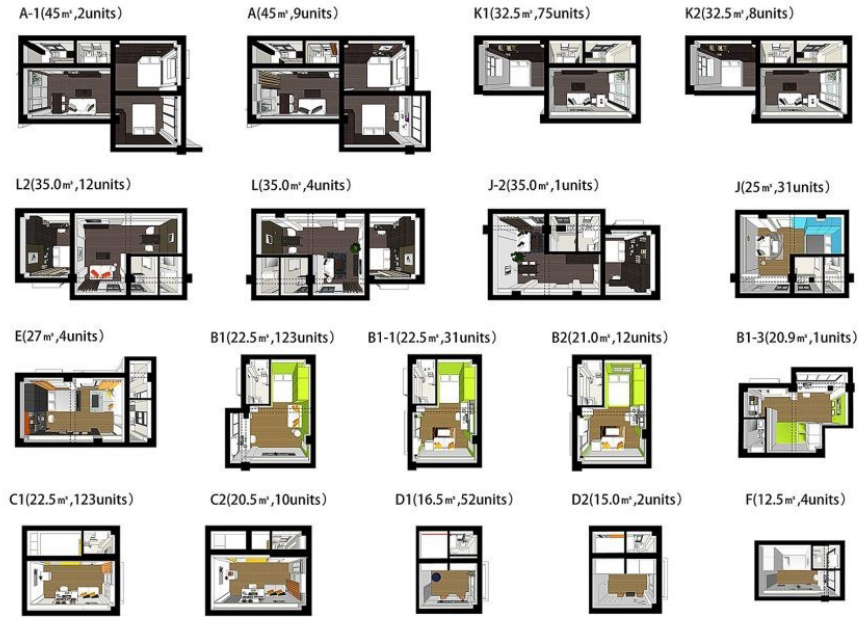 A-1(45㎡,2units)
A(45㎡,9units)
K1(32.5㎡,75units)
K2(32.5㎡,8units)
L2(35.0㎡,12units)
L(35.0㎡,4units)
J-2(35.0㎡,1units)
J(25㎡,31units)
E(27㎡,4units)
B1(22.5㎡,123units)
B1-1(22.5㎡,31units)
B2(21.0㎡,12units)
B1-3(20.9㎡,1units)
C1(22.5㎡,123units)
C2(20.5㎡,10units)
D1(16.5㎡,52units)
D2(15.0㎡,2units)
F(12.5㎡,4units)